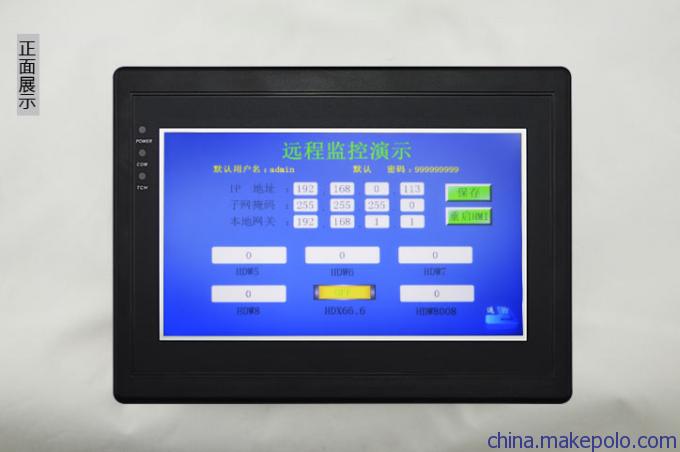 正面展示
POWER
COM
TCH
远程监控演示
默认用户名:admin 默认 密码:999999999
IP 地址 : 192 . 168 . 0 . 113 保存
子网掩码 : 255 . 255 . 255 . 0
本地网关 : 192 . 168 . 1 . 1 重启HMI
0 0 0
HDW5 HDW6 HDW7
0 OFF 0
HDW8 HDX66.6 HDW8008
china.makepolo.com